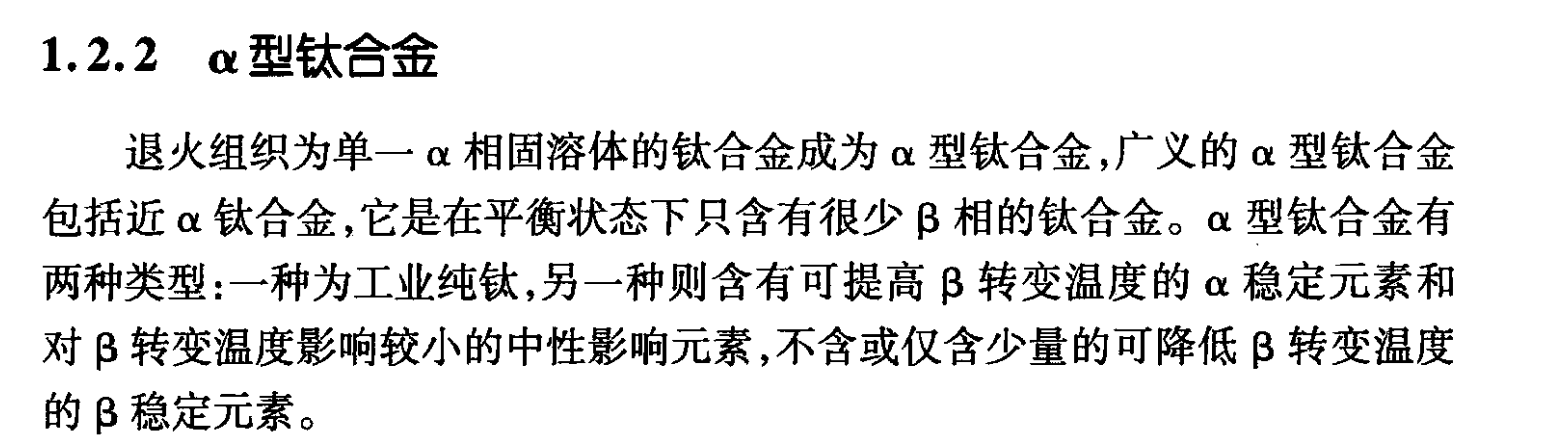 1.2.2 α型钛合金
退火组织为单一 α 相固溶体的钛合金成为 α 型钛合金,广义的 α 型钛合金
包括近 α 钛合金,它是在平衡状态下只含有很少 β 相的钛合金。α 型钛合金有
两种类型:一种为工业纯钛,另一种则含有可提高 β 转变温度的 α 稳定元素和
对 β 转变温度影响较小的中性影响元素,不含或仅含少量的可降低 β 转变温度
的 β 稳定元素。